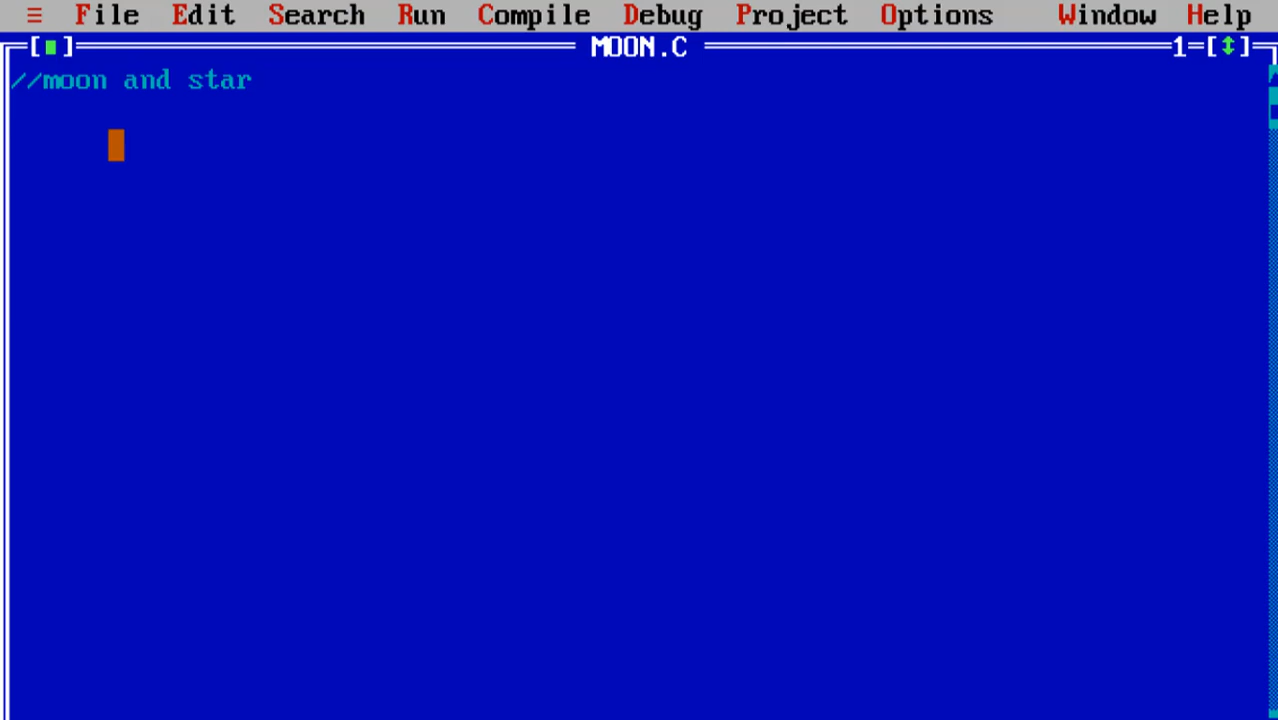 ≡ File Edit Search Run Compile Debug Project Options Window Help
[■] MOON.C 1=[↕]
//moon and star